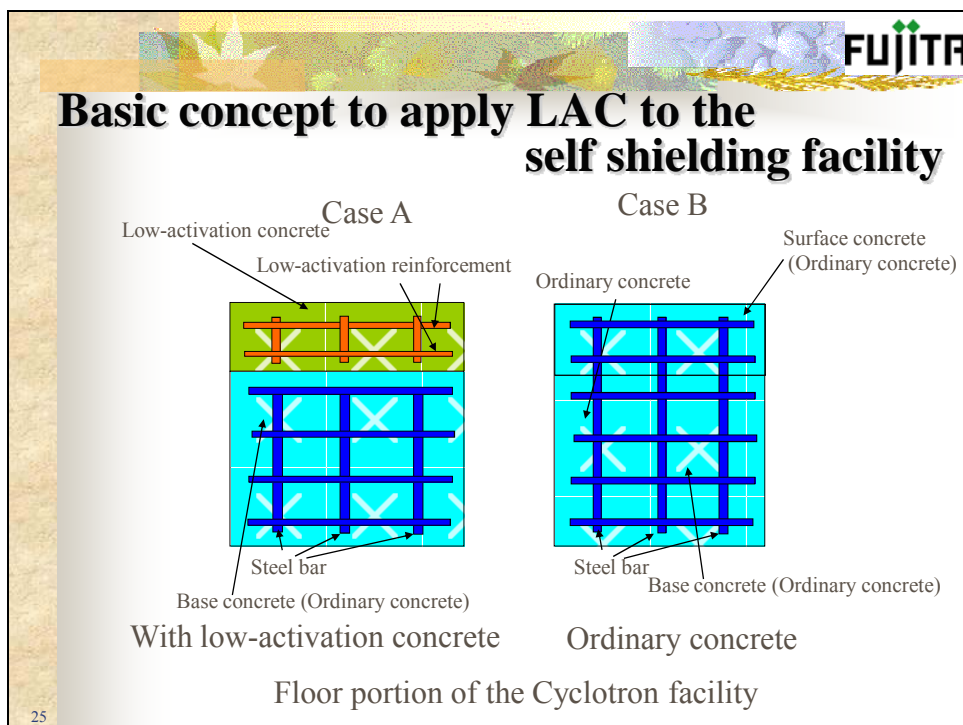 FUJITA
Basic concept to apply LAC to the
self shielding facility
Case A
Case B
Low-activation concrete
Low-activation reinforcement
Surface concrete
(Ordinary concrete)
Ordinary concrete
Steel bar
Base concrete (Ordinary concrete)
Steel bar
Base concrete (Ordinary concrete)
With low-activation concrete
Ordinary concrete
Floor portion of the Cyclotron facility
25